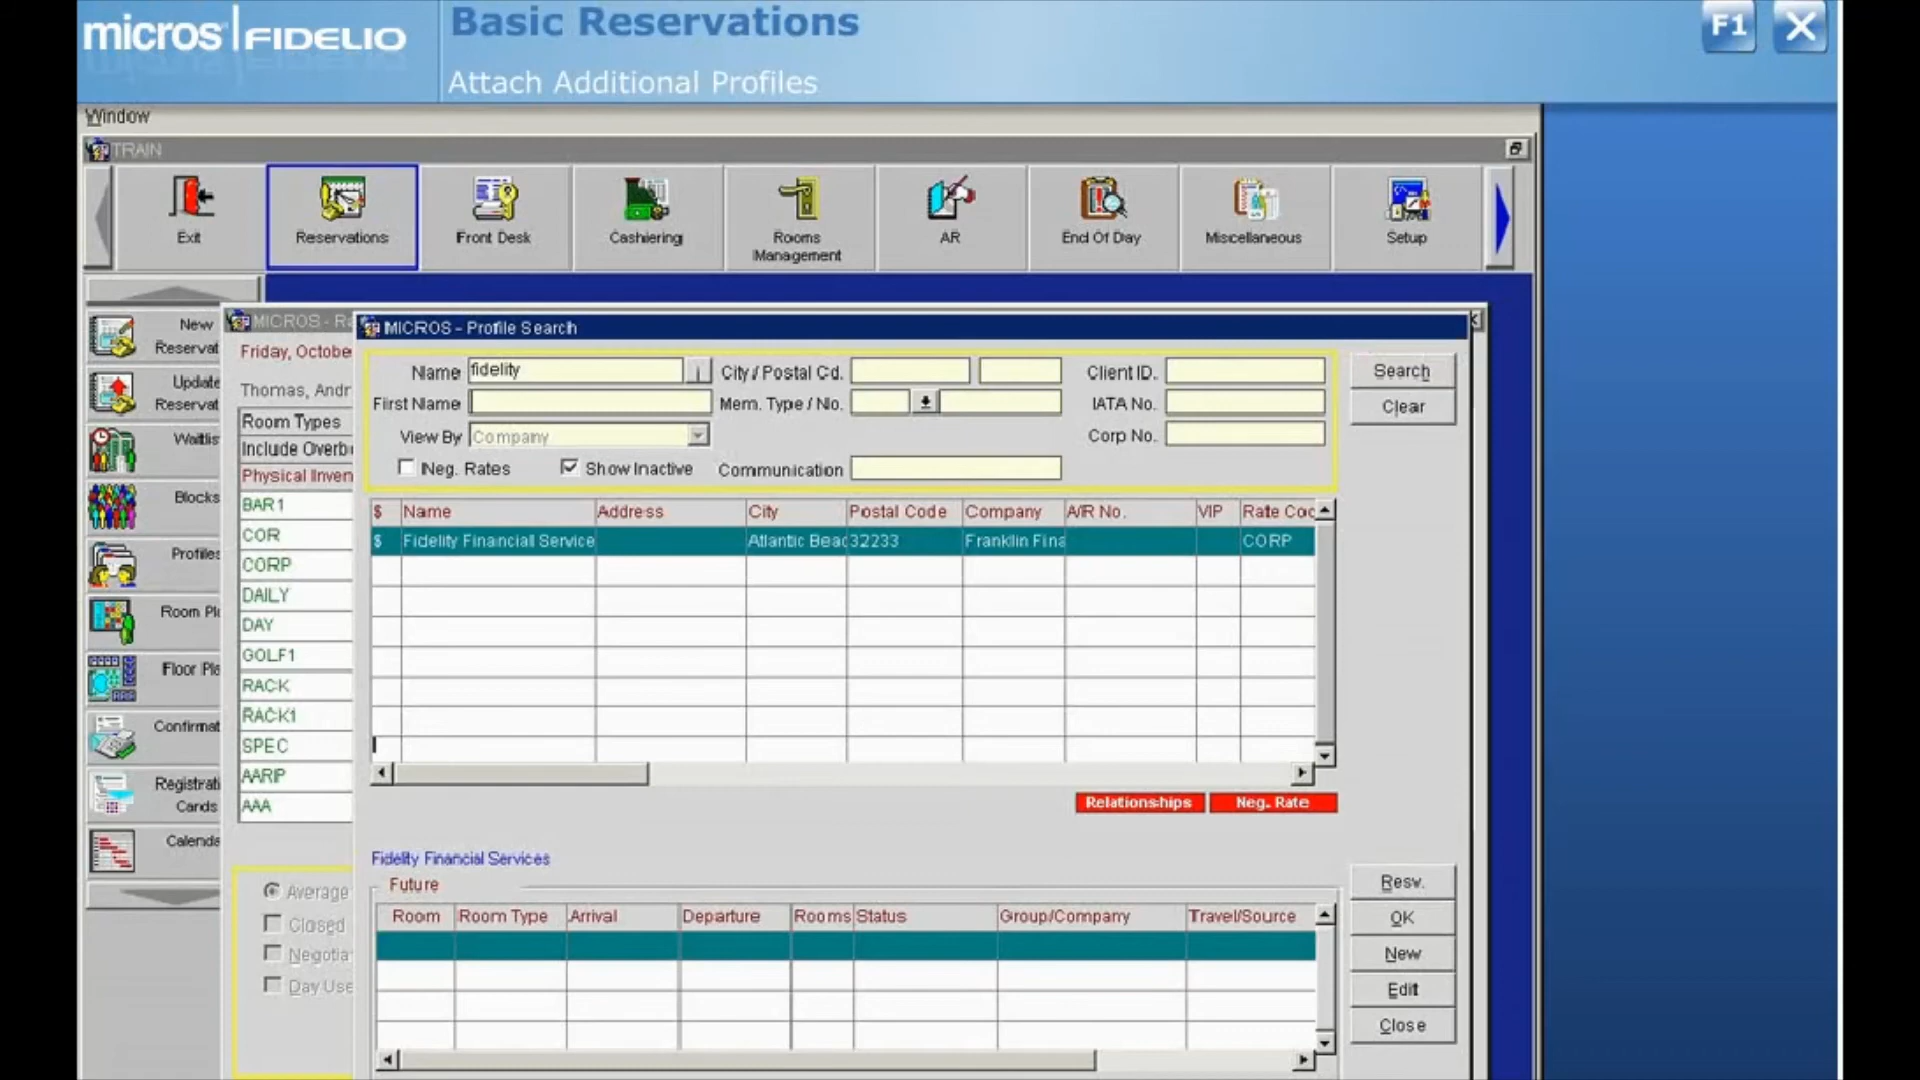 micros | FIDELIO
Basic Reservations
Attach Additional Profiles
F1
Window
TRAIN
Exit
Reservations
Front Desk
Cashiering
Rooms
Management
AR
End Of Day
Miscellaneous
Setup
New
Reservat
Update
Reservat
Waitlis
Blocks
Profiles
Room Pl
Floor Pla
Confirmat
Registrati
Cards
Calenda
MICROS - Ra
Friday, Octobe
Thomas, Andr
Room Types
Include Overb
Physical Inven
BAR1
COR
CORP
DAILY
DAY
GOLF1
RACK
RACK1
SPEC
AARP
AAA
Average
Closed
Negotia
Day Use
MICROS - Profile Search
Name fidelity City / Postal Cd. Client ID.
First Name Mem. Type / No. IATA No.
View By Company Corp No.
Neg. Rates Show Inactive Communication
Search
Clear
$ Name Address City Postal Code Company A/R No. VIP Rate Coc
$ Fidelity Financial Service Atlantic Beac 32233 Franklin Fina CORP
Relationships Neg. Rate
Fidelity Financial Services
Future
Room Room Type Arrival Departure Rooms Status Group/Company Travel/Source
Resv.
OK
New
Edit
Close